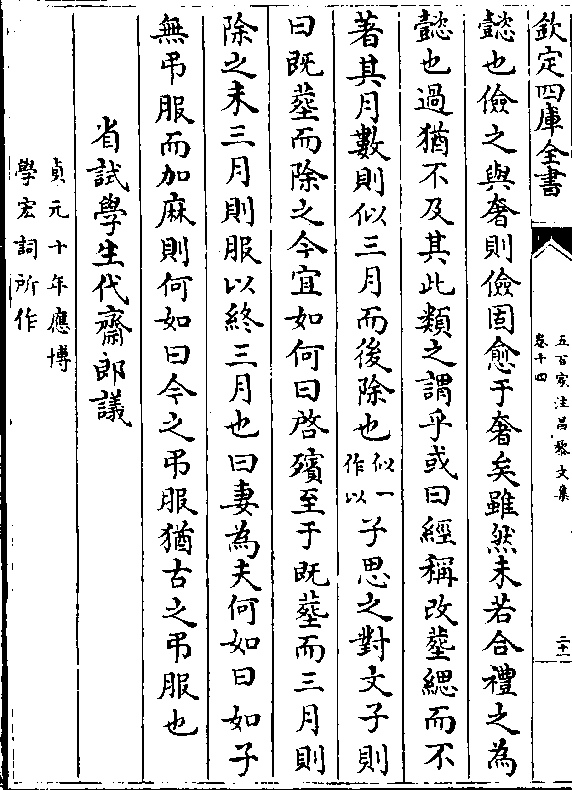 欽定四庫全書
五百家注昌黎文集
卷十四
二十一
懿也儉之與奢則儉固愈于奢矣雖然未若合禮之為
懿也過猶不及其此類之謂乎或曰經稱改塟緦而不
著其月數則似三月而後除也似一作以子思之對文子則
曰既塟而除之今宜如何曰啓殯至于既塟而三月則
除之未三月則服以終三月也曰妻為夫何如曰如子
無弔服而加麻則何如曰今之弔服猶古之弔服也
省試學生代齋郎議
貞元十年應博
學宏詞所作